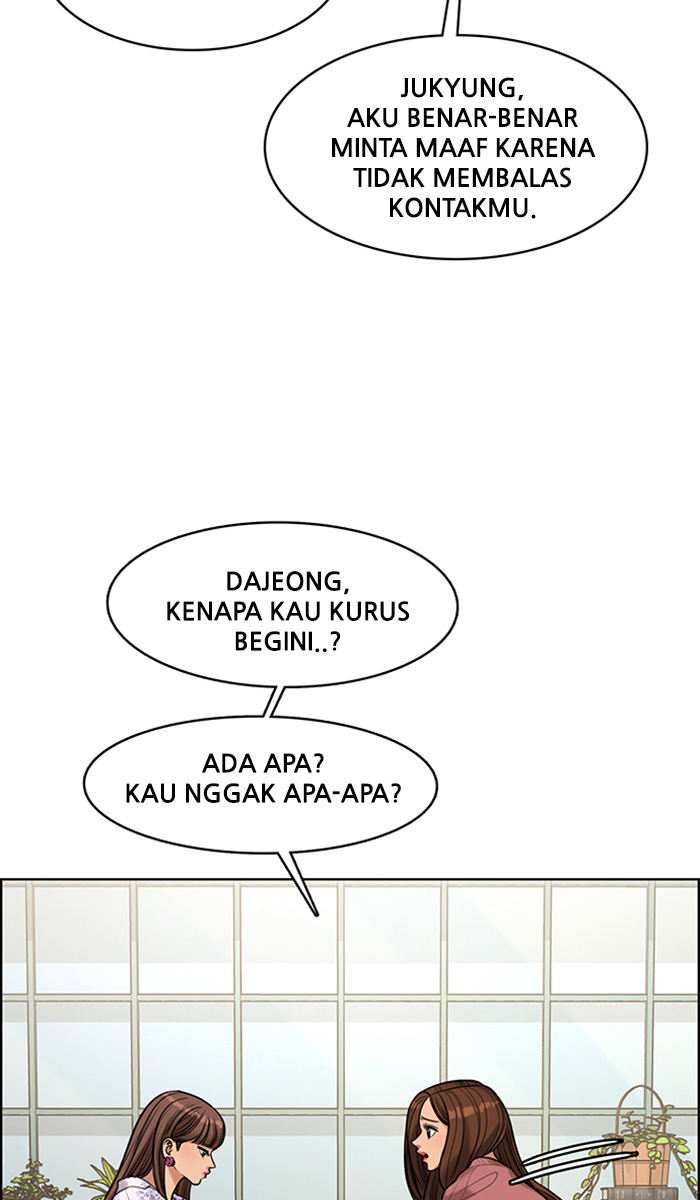 JUKYUNG,
AKU BENAR-BENAR
MINTA MAAF KARENA
TIDAK MEMBALAS
KONTAKMU.
DAJEONG,
KENAPA KAU KURUS
BEGINI..?
ADA APA?
KAU NGGAK APA-APA?